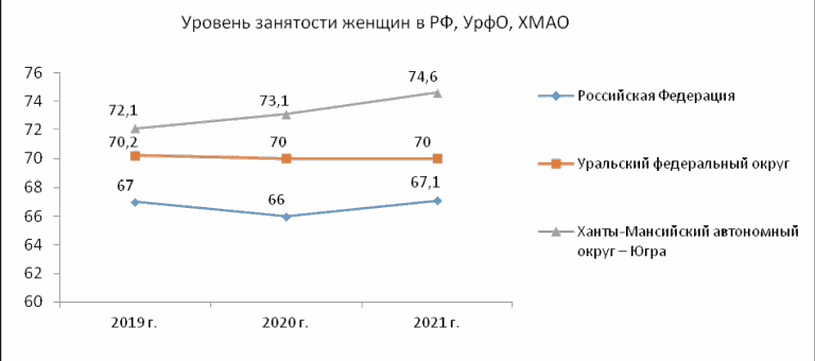 Уровень занятости женщин в РФ, УрфО, ХМАО
76
74
72
70
68
66
64
62
60
72,1
73,1
74,6
70,2
70
70
67
66
67,1
2019 г.
2020 г.
2021 г.
Российская Федерация
Уральский федеральный округ
Ханты-Мансийский автономный
округ – Югра